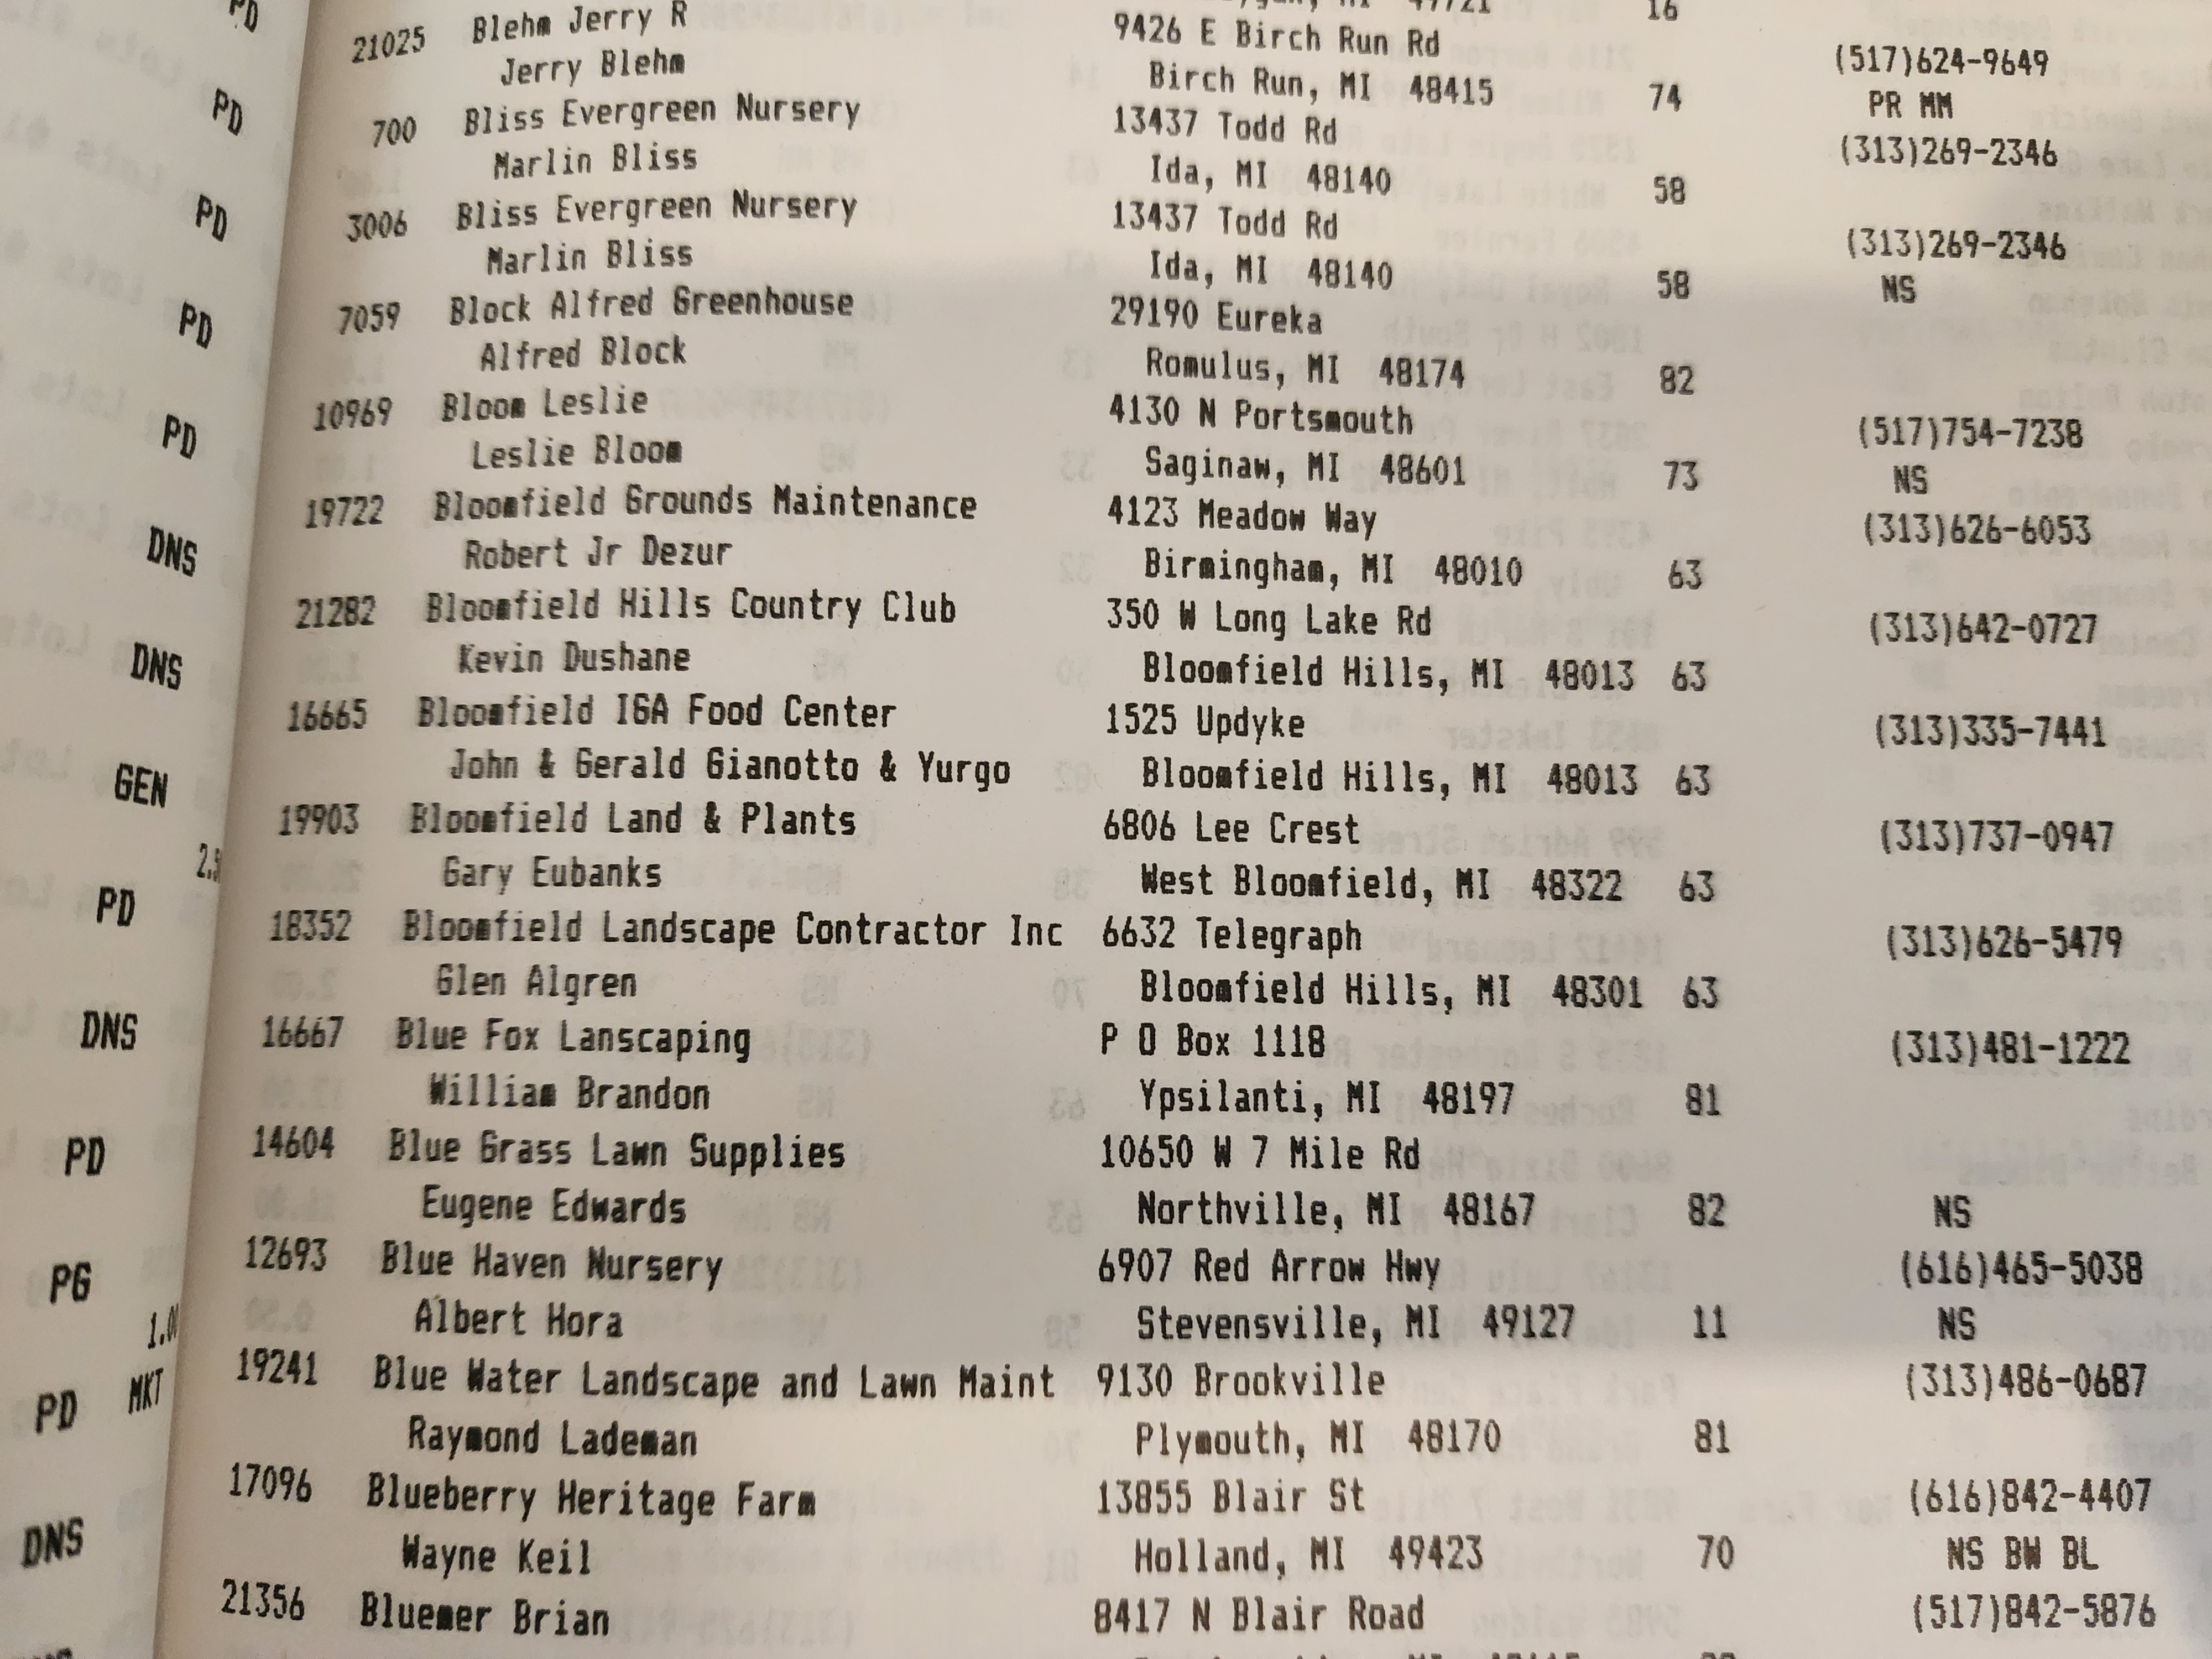 16
21025 Blehm Jerry R 9426 E Birch Run Rd (517)624-9649
Jerry Blehm Birch Run, MI 48415 74 PR MM
700 Bliss Evergreen Nursery 13437 Todd Rd (313)269-2346
Marlin Bliss Ida, MI 48140 58
3006 Bliss Evergreen Nursery 13437 Todd Rd (313)269-2346
Marlin Bliss Ida, MI 48140 58 NS
7059 Block Alfred Greenhouse 29190 Eureka
Alfred Block Romulus, MI 48174 82
10969 Bloom Leslie 4130 N Portsmouth (517)754-7238
Leslie Bloom Saginaw, MI 48601 73 NS
19722 Bloomfield Grounds Maintenance 4123 Meadow Way (313)626-6053
Robert Jr Dezur Birmingham, MI 48010 63
21282 Bloomfield Hills Country Club 350 W Long Lake Rd (313)642-0727
Kevin Dushane Bloomfield Hills, MI 48013 63
16665 Bloomfield IGA Food Center 1525 Updyke (313)335-7441
John & Gerald Gianotto & Yurgo Bloomfield Hills, MI 48013 63
19903 Bloomfield Land & Plants 6806 Lee Crest (313)737-0947
Gary Eubanks West Bloomfield, MI 48322 63
18352 Bloomfield Landscape Contractor Inc 6632 Telegraph (313)626-5479
Glen Algren Bloomfield Hills, MI 48301 63
16667 Blue Fox Lanscaping P O Box 1118 (313)481-1222
William Brandon Ypsilanti, MI 48197 81
14604 Blue Grass Lawn Supplies 10650 W 7 Mile Rd
Eugene Edwards Northville, MI 48167 82 NS
12693 Blue Haven Nursery 6907 Red Arrow Hwy (616)465-5038
Albert Hora Stevensville, MI 49127 11 NS
19241 Blue Water Landscape and Lawn Maint 9130 Brookville (313)486-0687
Raymond Lademan Plymouth, MI 48170 81
17096 Blueberry Heritage Farm 13855 Blair St (616)842-4407
Wayne Keil Holland, MI 49423 70 NS BW BL
21356 Bluemer Brian 8417 N Blair Road (517)842-5876
PD
PD
PD
PD
PD
DNS
DNS
GEN
PD
DNS
PD
PG
PD
MKT
DNS